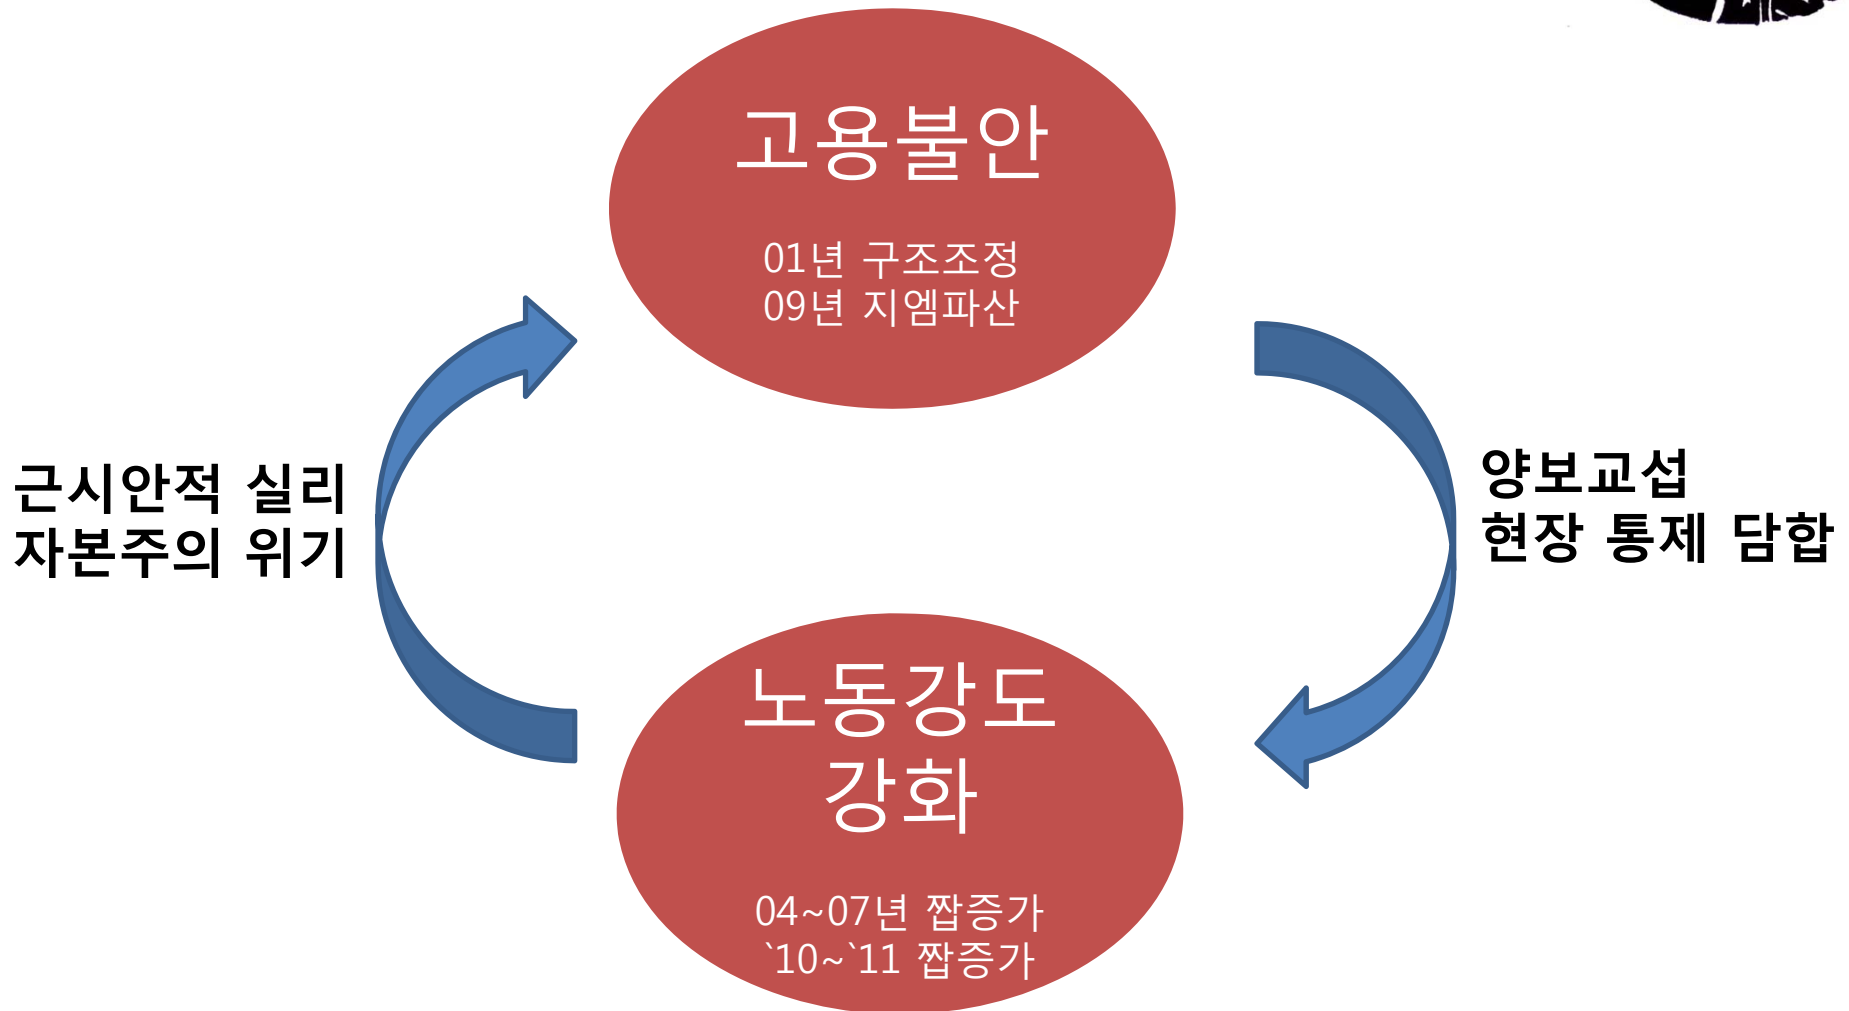 고용불안
01년 구조조정
09년 지엠파산
근시안적 실리
자본주의 위기
양보교섭
현장 통제 담합
노동강도
강화
04~07년 짭증가
`10~`11 짭증가